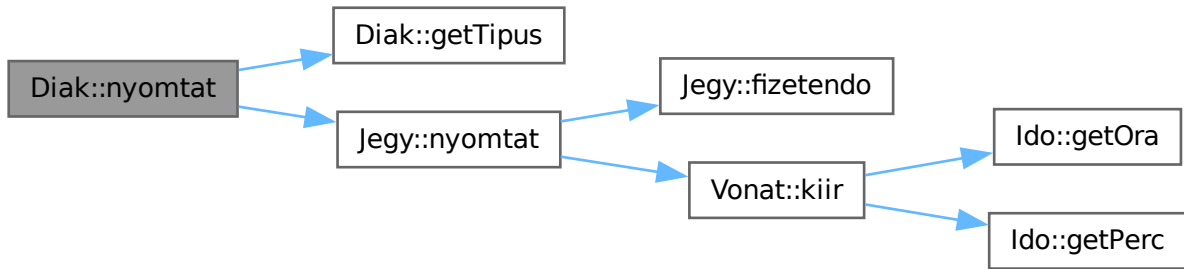 Diak::nyomtat
Diak::getTipus
Jegy::nyomtat
Jegy::fizetendo
Vonat::kiir
Ido::getOra
Ido::getPerc